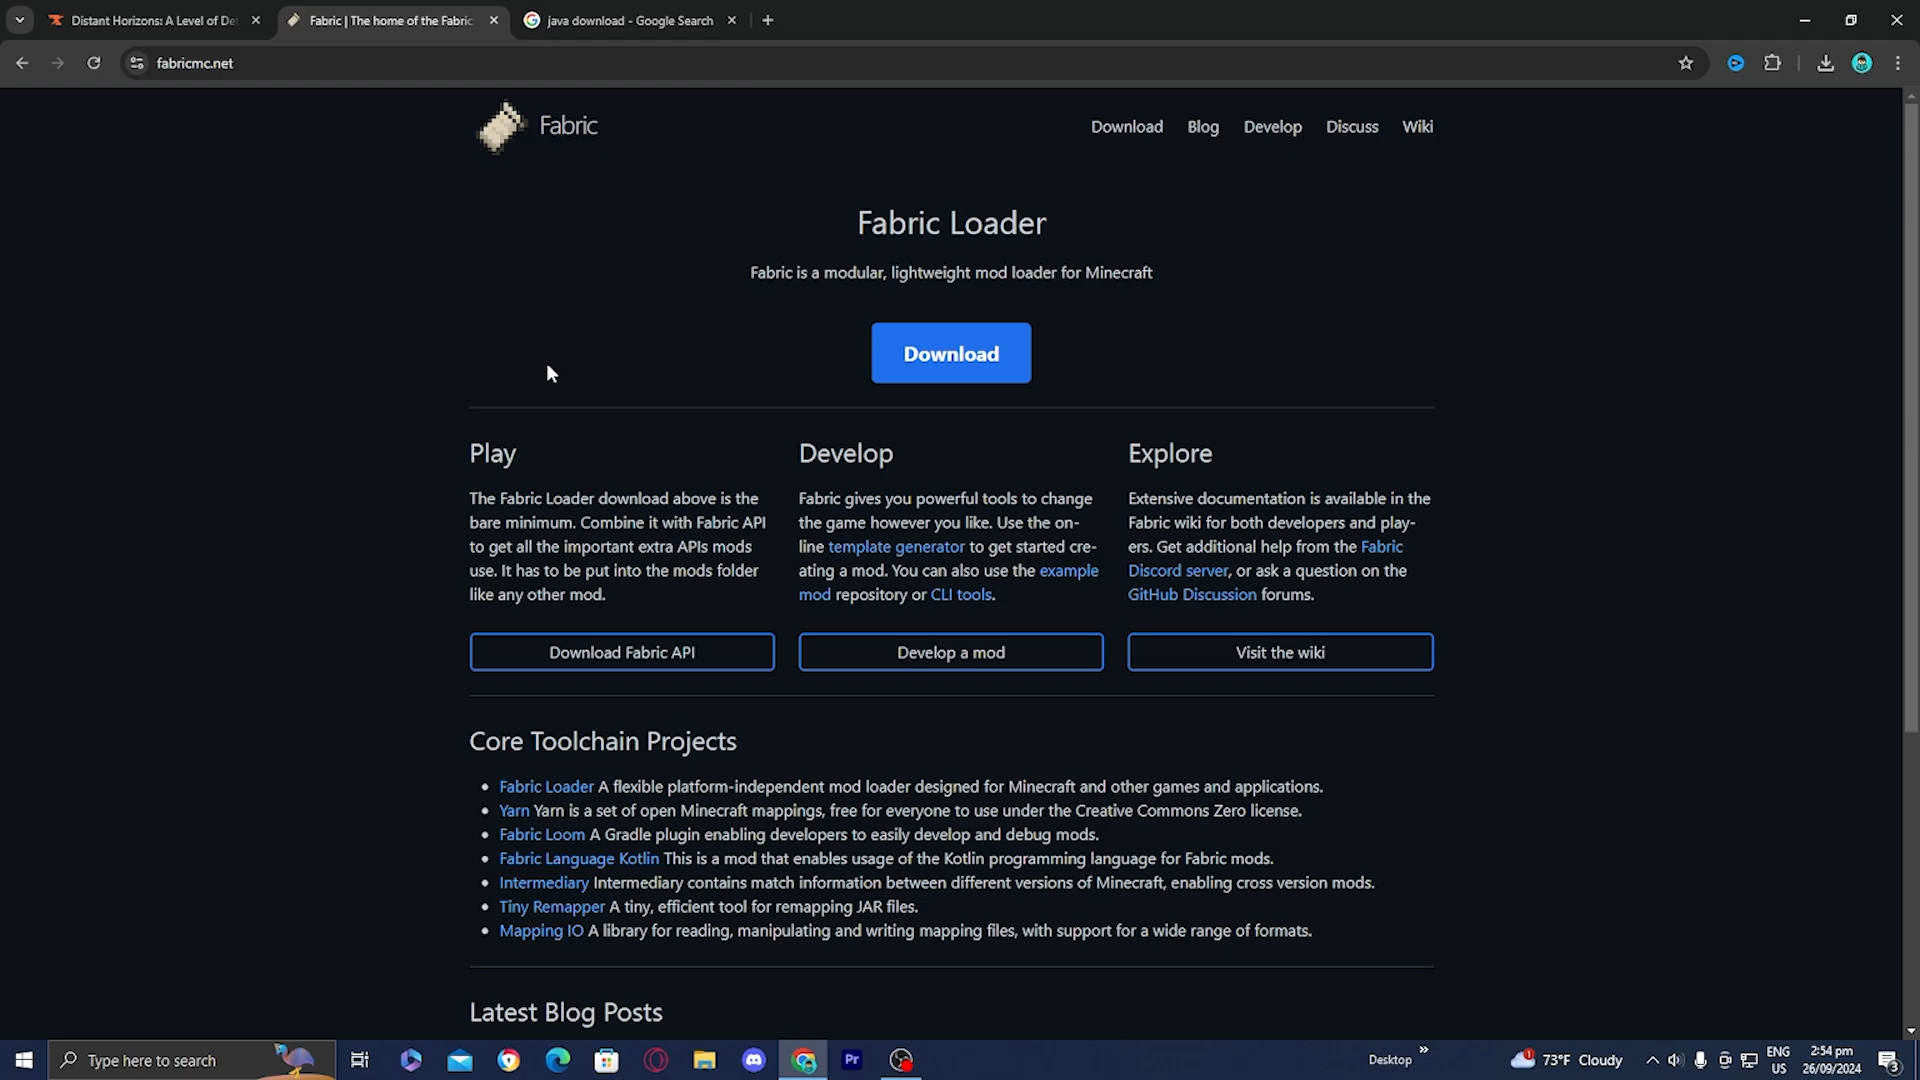 Distant Horizons: A Level of De
Fabric | The home of the Fabric
java download - Google Search
fabricmc.net
Fabric
Download Blog Develop Discuss Wiki
Fabric Loader
Fabric is a modular, lightweight mod loader for Minecraft
Download
Play
The Fabric Loader download above is the
bare minimum. Combine it with Fabric API
to get all the important extra APIs mods
use. It has to be put into the mods folder
like any other mod.
Download Fabric API
Develop
Fabric gives you powerful tools to change
the game however you like. Use the on-
line template generator to get started cre-
ating a mod. You can also use the example
mod repository or CLI tools.
Develop a mod
Explore
Extensive documentation is available in the
Fabric wiki for both developers and play-
ers. Get additional help from the Fabric
Discord server, or ask a question on the
GitHub Discussion forums.
Visit the wiki
Core Toolchain Projects
Fabric Loader A flexible platform-independent mod loader designed for Minecraft and other games and applications.
Yarn Yarn is a set of open Minecraft mappings, free for everyone to use under the Creative Commons Zero license.
Fabric Loom A Gradle plugin enabling developers to easily develop and debug mods.
Fabric Language Kotlin This is a mod that enables usage of the Kotlin programming language for Fabric mods.
Intermediary Intermediary contains match information between different versions of Minecraft, enabling cross version mods.
Tiny Remapper A tiny, efficient tool for remapping JAR files.
Mapping IO A library for reading, manipulating and writing mapping files, with support for a wide range of formats.
Latest Blog Posts
Type here to search
Pr
Desktop
1
73°F Cloudy
ENG
US
2:54 pm
26/09/2024
3